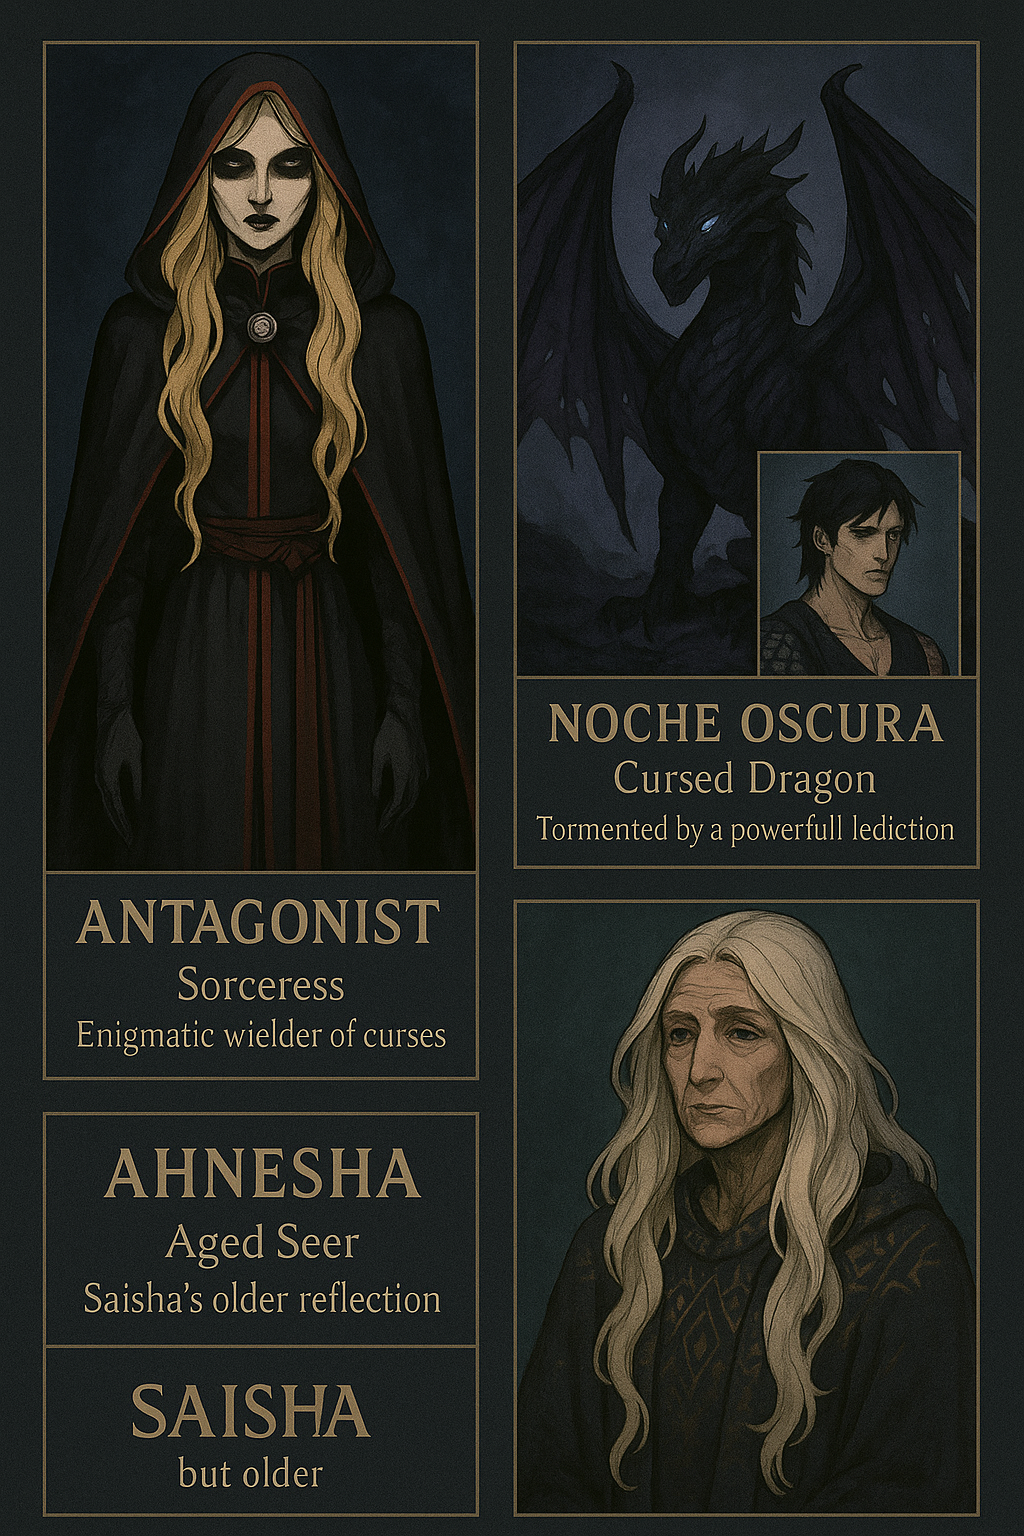 ANTAGONIST
Sorceress
Enigmatic wielder of curses
NOCHE OSCURA
Cursed Dragon
Tormented by a powerfull lediction
AHNESHA
Aged Seer
Saisha's older reflection
SAISHA
but older